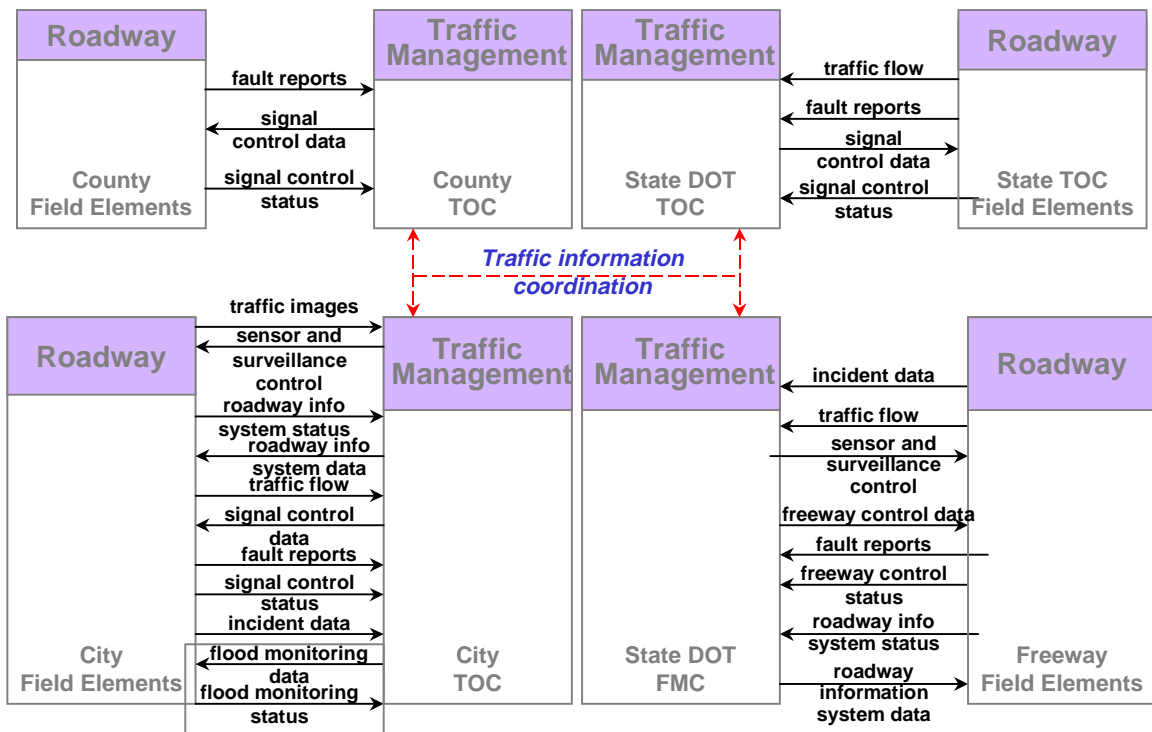 Roadway
fault reports
signal
control data
signal control
status
County
Field Elements
Traffic
Management
County
TOC
Traffic
Management
State DOT
TOC
traffic flow
fault reports
signal
control data
signal control
status
Roadway
State TOC
Field Elements
Traffic information
coordination
Roadway
City
Field Elements
traffic images
sensor and
surveillance
control
roadway info
system status
roadway info
system data
traffic flow
signal control
data
fault reports
signal control
status
incident data
flood monitoring
data
flood monitoring
status
Traffic
Management
City
TOC
Traffic
Management
State DOT
FMC
incident data
traffic flow
sensor and
surveillance
control
freeway control data
fault reports
freeway control
status
roadway info
system status
roadway
information
system data
Roadway
Freeway
Field Elements